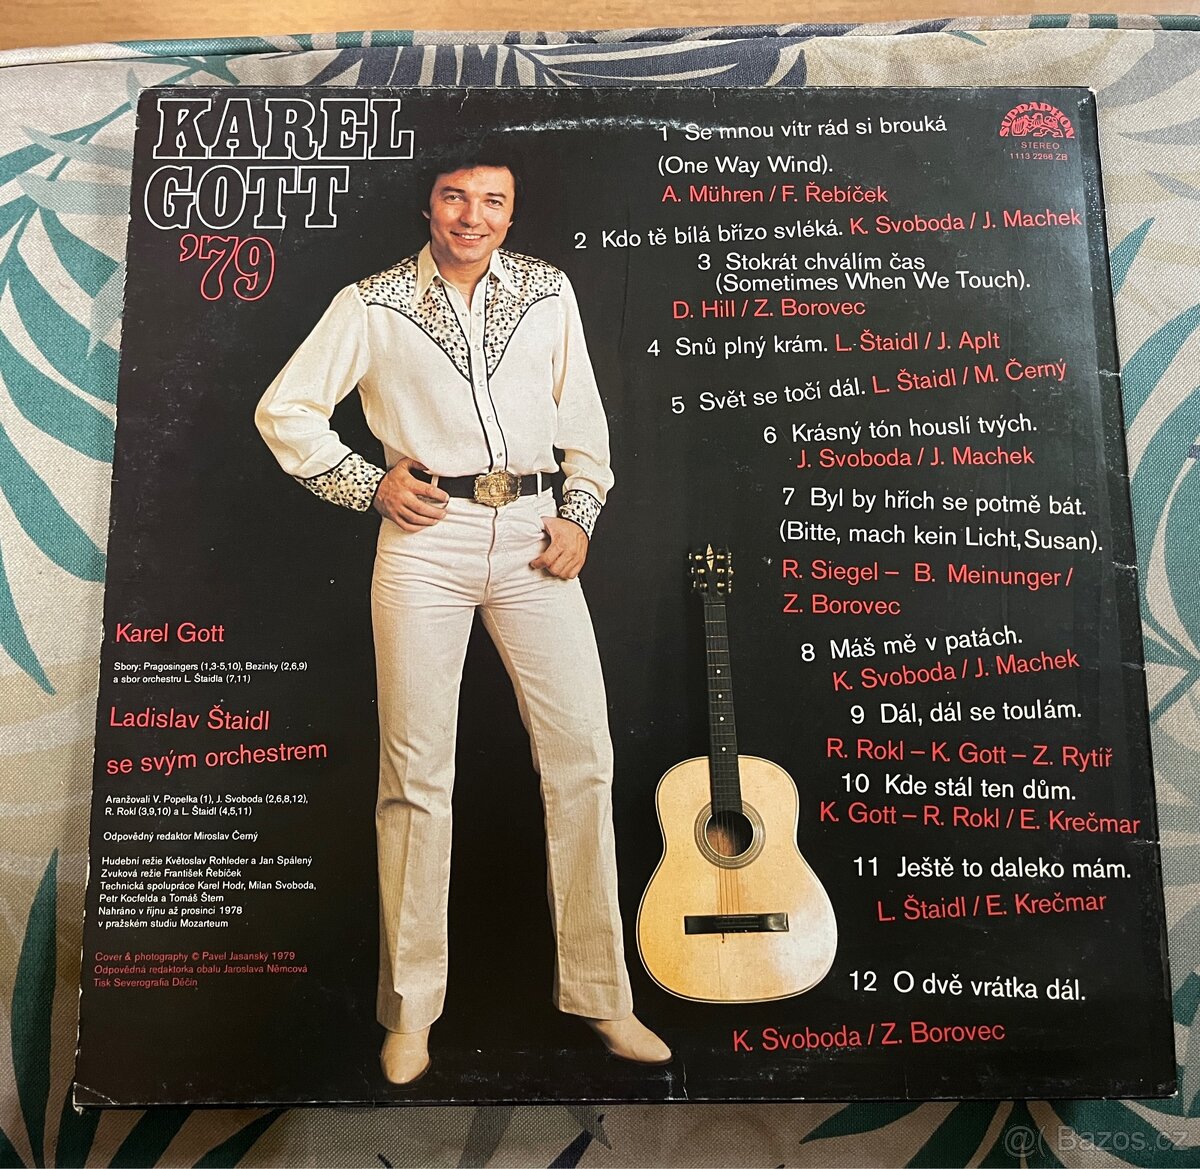 KAREL
GOTT
'79
SUPRAPHON
STEREO
1113 2266 ZB
1 Se mnou vítr rád si brouká
(One Way Wind).
A. Mühren / F. Řebíček
2 Kdo tě bílá břízo svléká. K. Svoboda / J. Machek
3 Stokrát chválím čas
(Sometimes When We Touch).
D. Hill / Z. Borovec
4 Snů plný krám. L. Štaidl / J. Aplt
5 Svět se točí dál. L. Štaidl / M. Černý
6 Krásný tón houslí tvých.
J. Svoboda / J. Machek
7 Byl by hřích se potmě bát.
(Bitte, mach kein Licht, Susan).
R. Siegel – B. Meinunger /
Z. Borovec
8 Máš mě v patách.
K. Svoboda / J. Machek
9 Dál, dál se toulám.
R. Rokl – K. Gott – Z. Rytíř
10 Kde stál ten dům.
K. Gott – R. Rokl / E. Krečmar
11 Ještě to daleko mám.
L. Štaidl / E. Krečmar
12 O dvě vrátka dál.
K. Svoboda / Z. Borovec
Karel Gott
Sbory: Pragosingers (1,3-5,10), Bezinky (2,6,9)
a sbor orchestru L. Štaidla (7,11)
Ladislav Štaidl
se svým orchestrem
Aranžovali V. Popelka (1), J. Svoboda (2,6,8,12),
R. Rokl (3,9,10) a L. Štaidl (4,5,11)
Odpovědný redaktor Miroslav Černý
Hudební režie Květoslav Rohleder a Jan Spálený
Zvuková režie František Řebíček
Technická spolupráce Karel Hodr, Milan Svoboda,
Petr Kocfelda a Tomáš Štern
Nahráno v říjnu až prosinci 1978
v pražském studiu Mozarteum
Cover & photography © Pavel Jasanský 1979
Odpovědná redaktorka obalu Jaroslava Němcová
Tisk Severografia Děčín
@( Bazos.cz